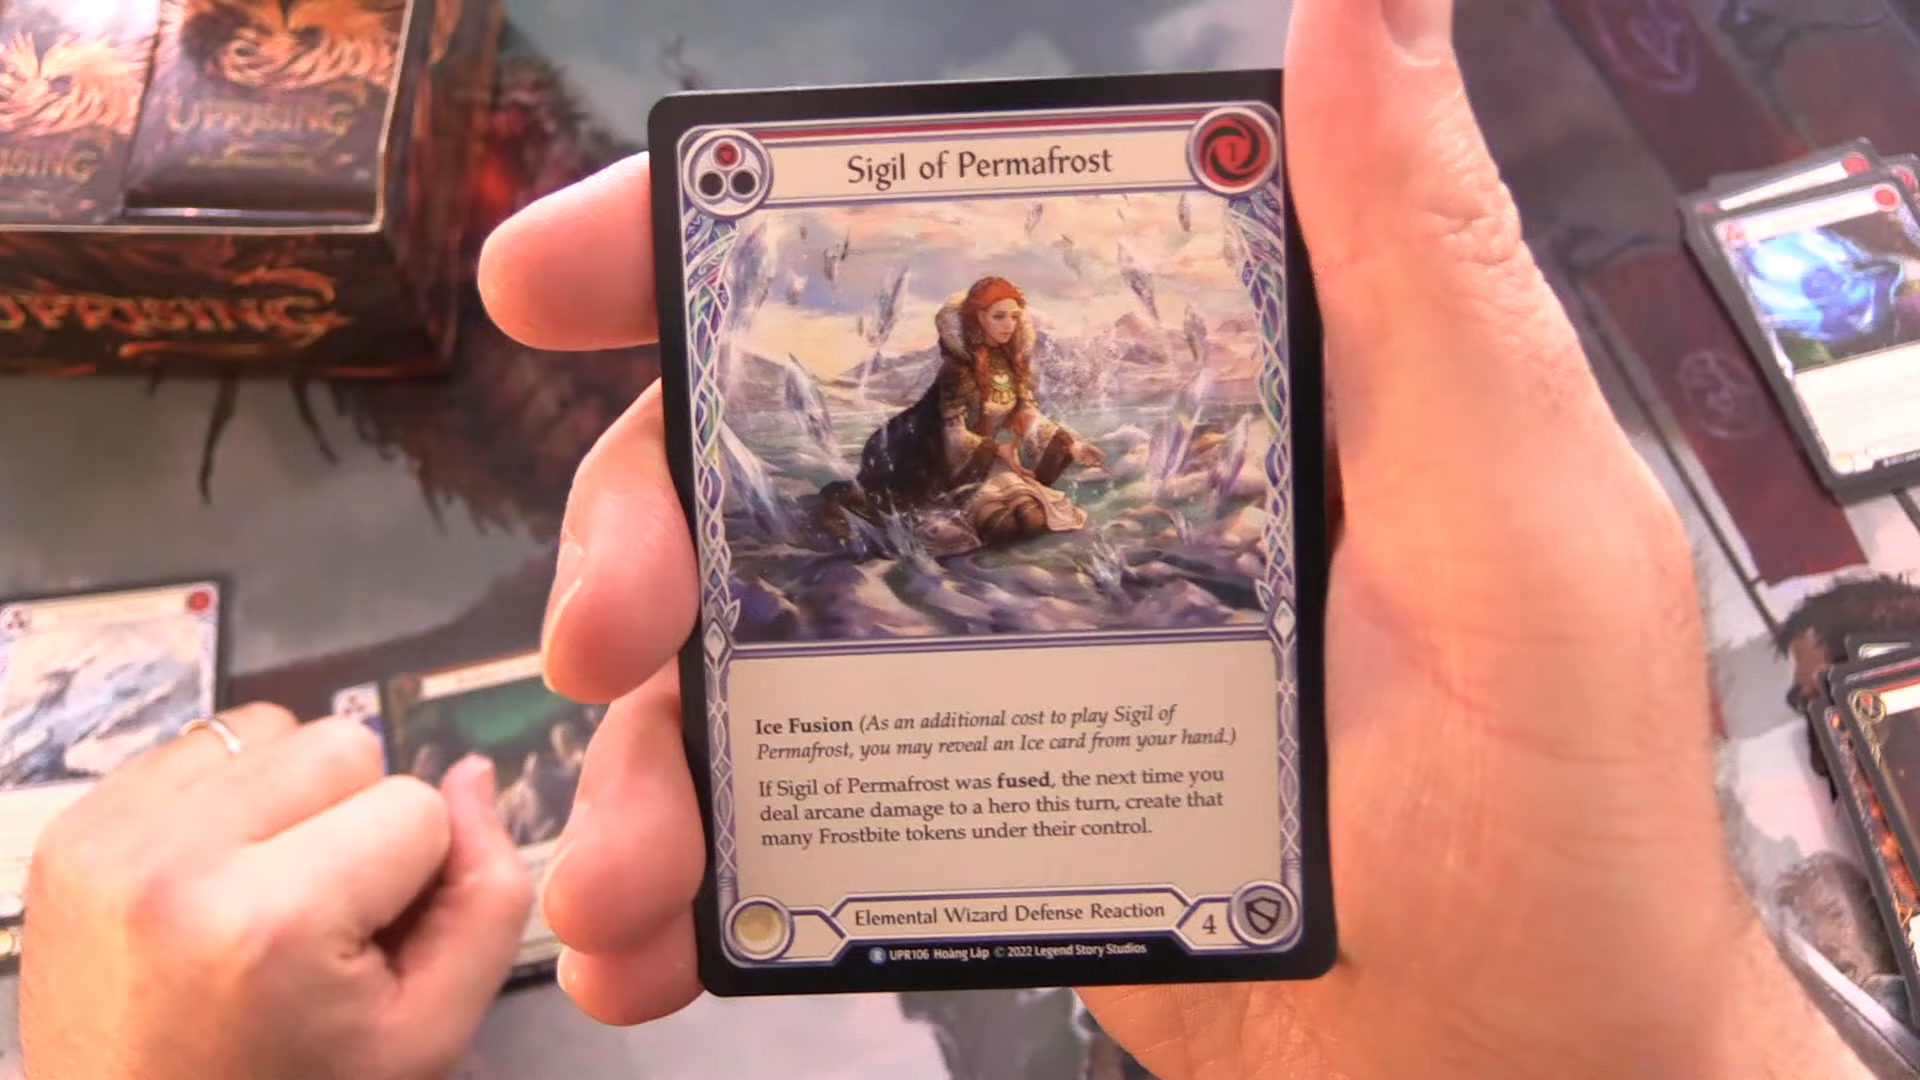 UPRISING
SING
UPRISING
Sigil of Permafrost
1
Ice Fusion (As an additional cost to play Sigil of
Permafrost, you may reveal an Ice card from your hand.)
If Sigil of Permafrost was fused, the next time you
deal arcane damage to a hero this turn, create that
many Frostbite tokens under their control.
Elemental Wizard Defense Reaction
4
R UPR106 Hoàng Lập © 2022 Legend Story Studios